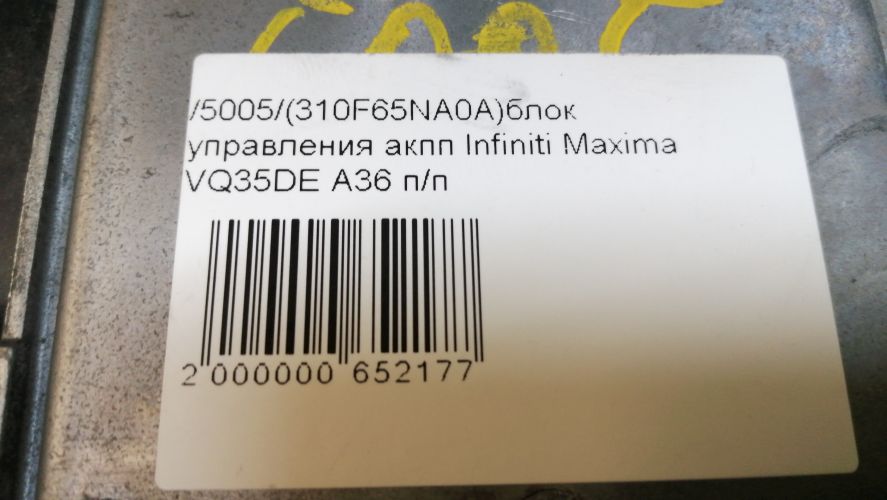 /5005/(310F65NA0A)блок
управления акпп Infiniti Maxima
VQ35DE A36 п/п
2 000000 652177